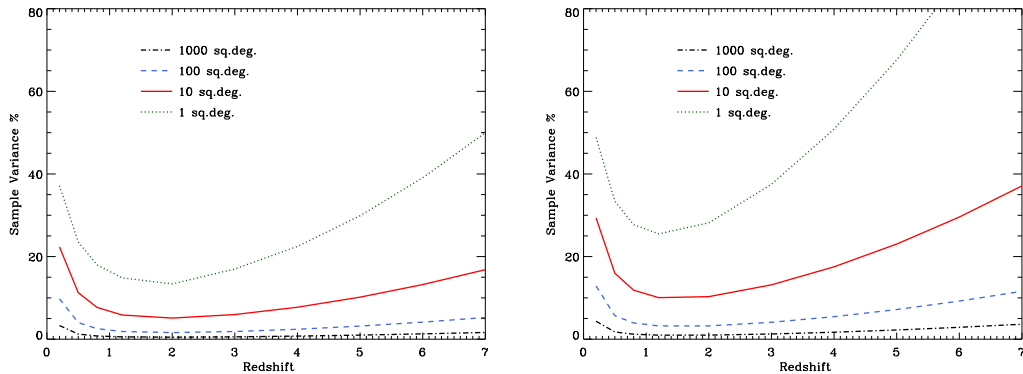 80
60
40
20
0
Sample Variance %
1000 sq.deg.
100 sq.deg.
10 sq.deg.
1 sq.deg.
0 1 2 3 4 5 6 7
Redshift
80
60
40
20
0
Sample Variance %
1000 sq.deg.
100 sq.deg.
10 sq.deg.
1 sq.deg.
0 1 2 3 4 5 6 7
Redshift